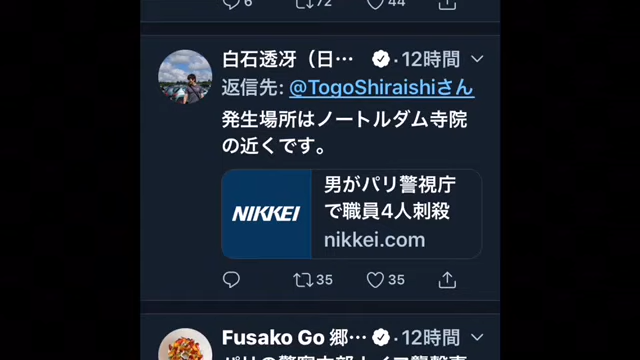 6 72 44
白石透冴（日… · 12時間
返信先: @TogoShiraishiさん
発生場所はノートルダム寺院
の近くです。
NIKKEI
男がパリ警視庁
で職員4人刺殺
nikkei.com
35 35
Fusako Go 郷… · 12時間